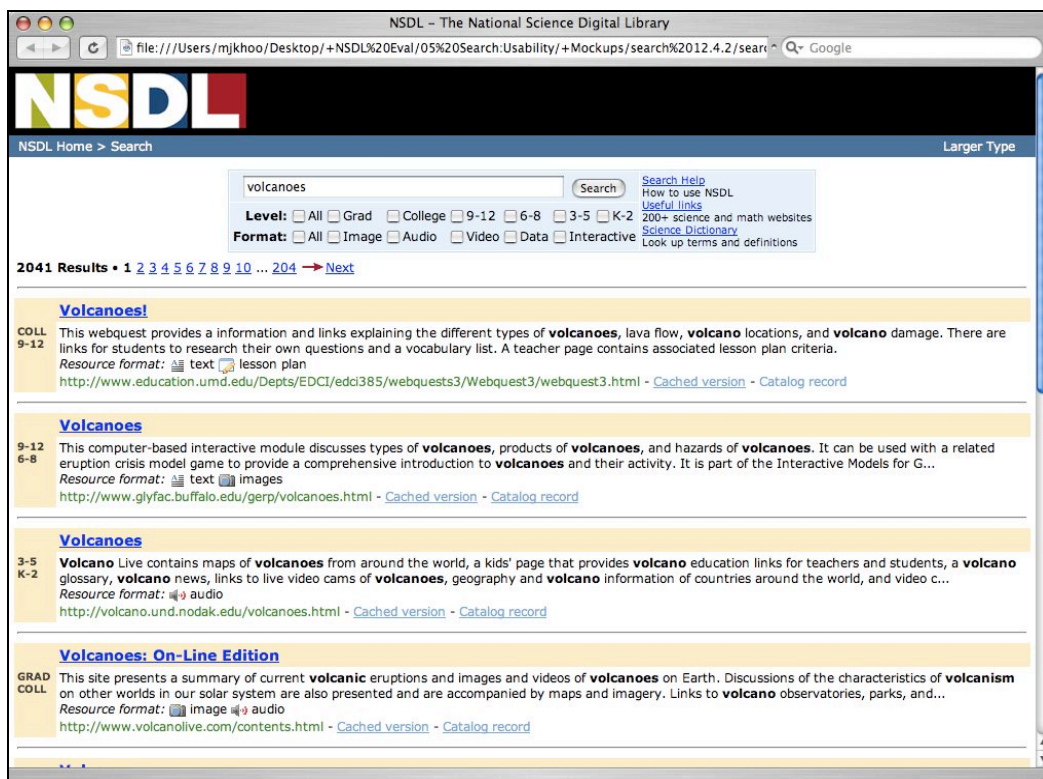 NSDL – The National Science Digital Library
file:///Users/mjkhoo/Desktop/+NSDL%20Eval/05%20Search:Usability/+Mockups/search%2012.4.2/sear
Google
NSDL
NSDL Home > Search
Larger Type
volcanoes
Search
Search Help
How to use NSDL
Useful links
200+ science and math websites
Science Dictionary
Look up terms and definitions
Level: All Grad College 9-12 6-8 3-5 K-2
Format: All Image Audio Video Data Interactive
2041 Results • 1 2 3 4 5 6 7 8 9 10 ... 204 Next
Volcanoes!
COLL
9-12
This webquest provides a information and links explaining the different types of volcanoes, lava flow, volcano locations, and volcano damage. There are
links for students to research their own questions and a vocabulary list. A teacher page contains associated lesson plan criteria.
Resource format: text lesson plan
http://www.education.umd.edu/Depts/EDCI/edci385/webquests3/Webquest3/webquest3.html - Cached version - Catalog record
Volcanoes
9-12
6-8
This computer-based interactive module discusses types of volcanoes, products of volcanoes, and hazards of volcanoes. It can be used with a related
eruption crisis model game to provide a comprehensive introduction to volcanoes and their activity. It is part of the Interactive Models for G...
Resource format: text images
http://www.glyfac.buffalo.edu/gerp/volcanoes.html - Cached version - Catalog record
Volcanoes
3-5
K-2
Volcano Live contains maps of volcanoes from around the world, a kids' page that provides volcano education links for teachers and students, a volcano
glossary, volcano news, links to live video cams of volcanoes, geography and volcano information of countries around the world, and video c...
Resource format: audio
http://volcano.und.nodak.edu/volcanoes.html - Cached version - Catalog record
Volcanoes: On-Line Edition
GRAD
COLL
This site presents a summary of current volcanic eruptions and images and videos of volcanoes on Earth. Discussions of the characteristics of volcanism
on other worlds in our solar system are also presented and are accompanied by maps and imagery. Links to volcano observatories, parks, and...
Resource format: image audio
http://www.volcanolive.com/contents.html - Cached version - Catalog record